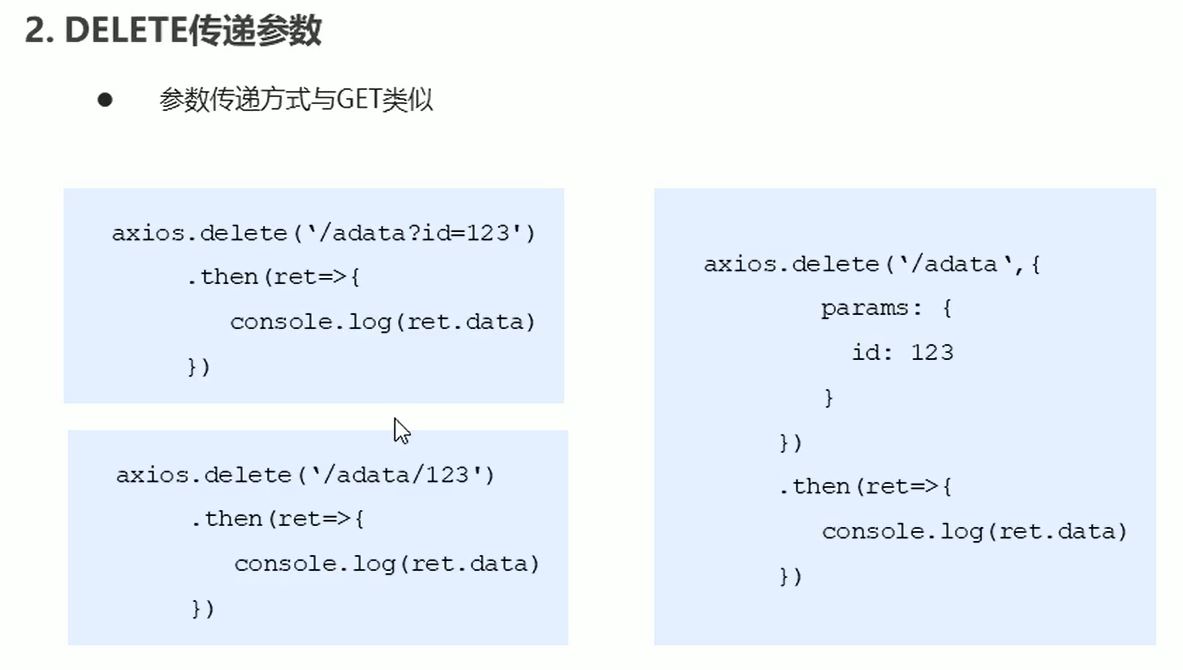 2. DELETE传递参数
● 参数传递方式与GET类似
axios.delete(‘/adata?id=123')
.then(ret=>{
console.log(ret.data)
})
axios.delete(‘/adata/123')
.then(ret=>{
console.log(ret.data)
})
axios.delete(‘/adata‘,{
params: {
id: 123
}
})
.then(ret=>{
console.log(ret.data)
})